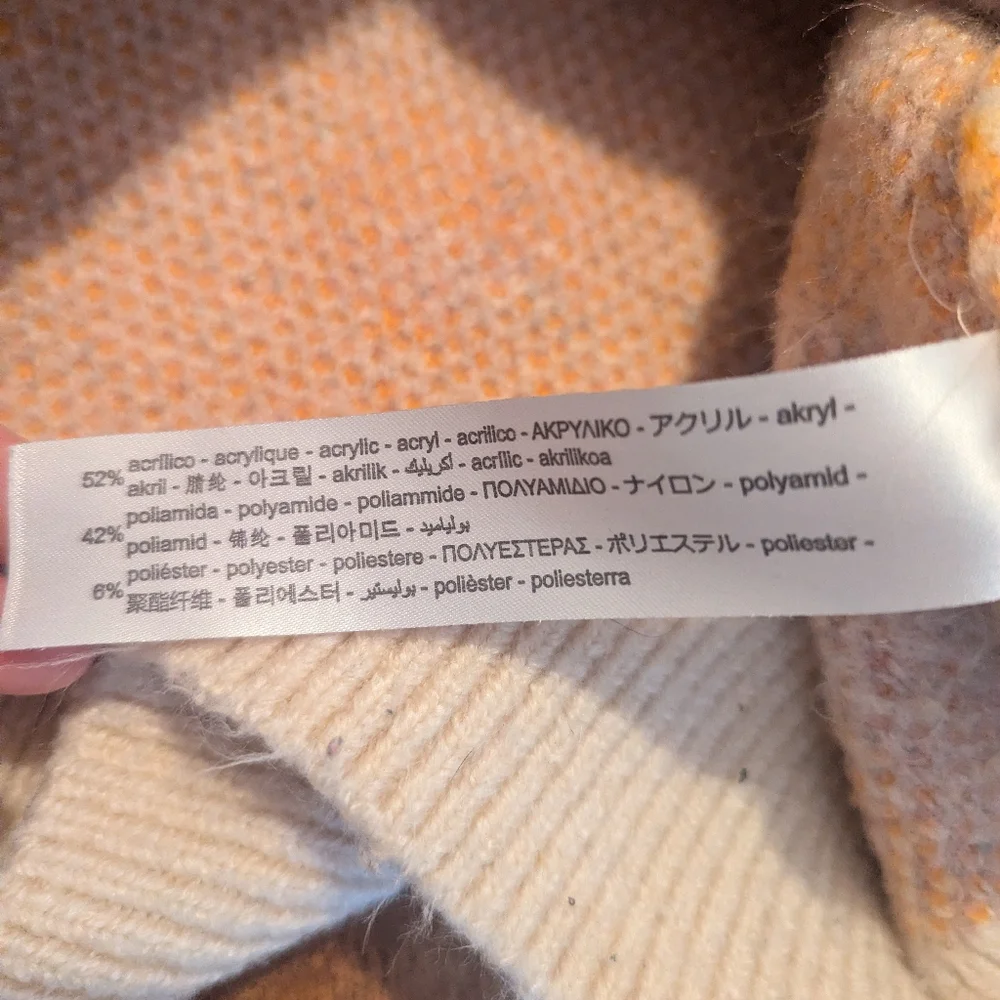 52% acrílico - acrylique - acrylic - acryl - acrilico - ΑΚΡΥΛΙΚΟ - アクリル - akryl -
akril - 腈纶 - 아크릴 - akrilik - أكريليك - acrílic - akrilikoa
42% poliamida - polyamide - poliammide - ΠΟΛΥΑΜΙΔΙΟ - ナイロン - polyamid -
poliamid - 锦纶 - 폴리아미드 - بولياميد
6% poliéster - polyester - poliestere - ΠΟΛΥΕΣΤΕΡΑΣ - ポリエステル - poliester -
聚酯纤维 - 폴리에스터 - بوليستير - polièster - poliesterra